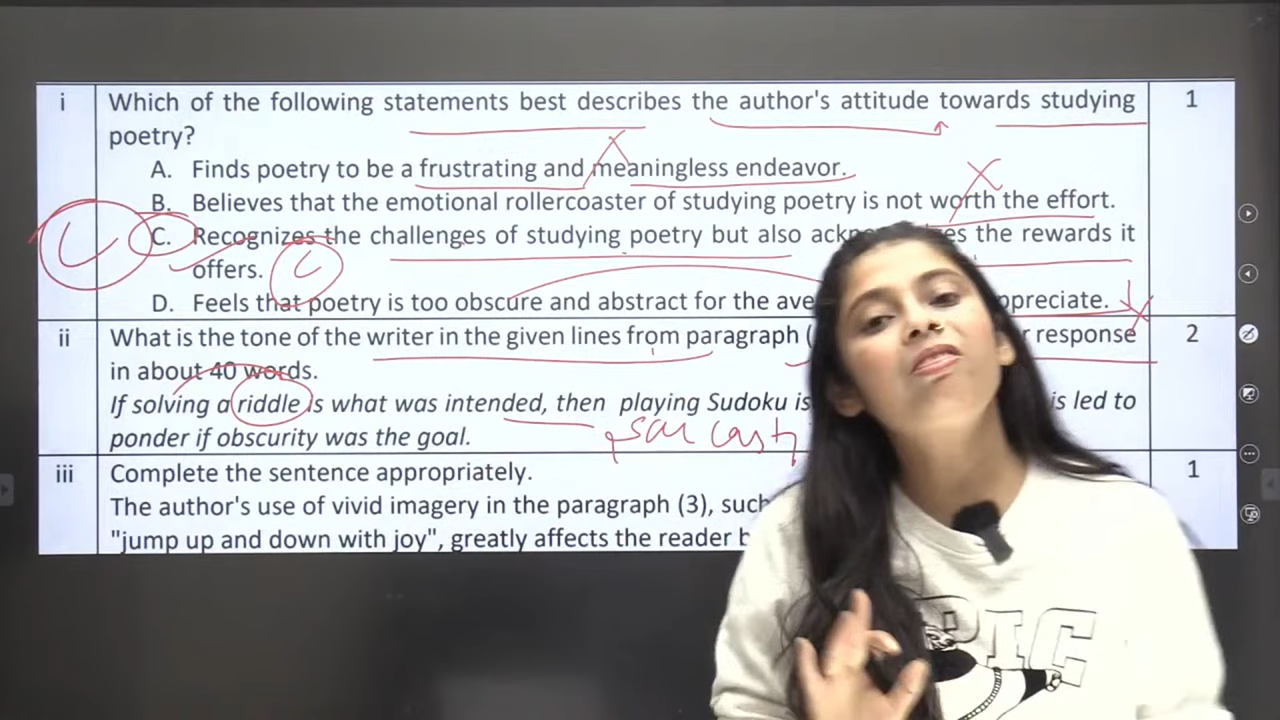 i Which of the following statements best describes the author's attitude towards studying 1
poetry?
A. Finds poetry to be a frustrating and meaningless endeavor.
B. Believes that the emotional rollercoaster of studying poetry is not worth the effort.
C. Recognizes the challenges of studying poetry but also the rewards it
offers.
D. Feels that poetry is too obscure and abstract for the
ii What is the tone of the writer in the given lines from paragraph response 2
in about 40 words.
If solving a riddle is what was intended, then playing Sudoku is is led to
ponder if obscurity was the goal.
iii Complete the sentence appropriately. 1
The author's use of vivid imagery in the paragraph (3), such
"jump up and down with joy", greatly affects the reader